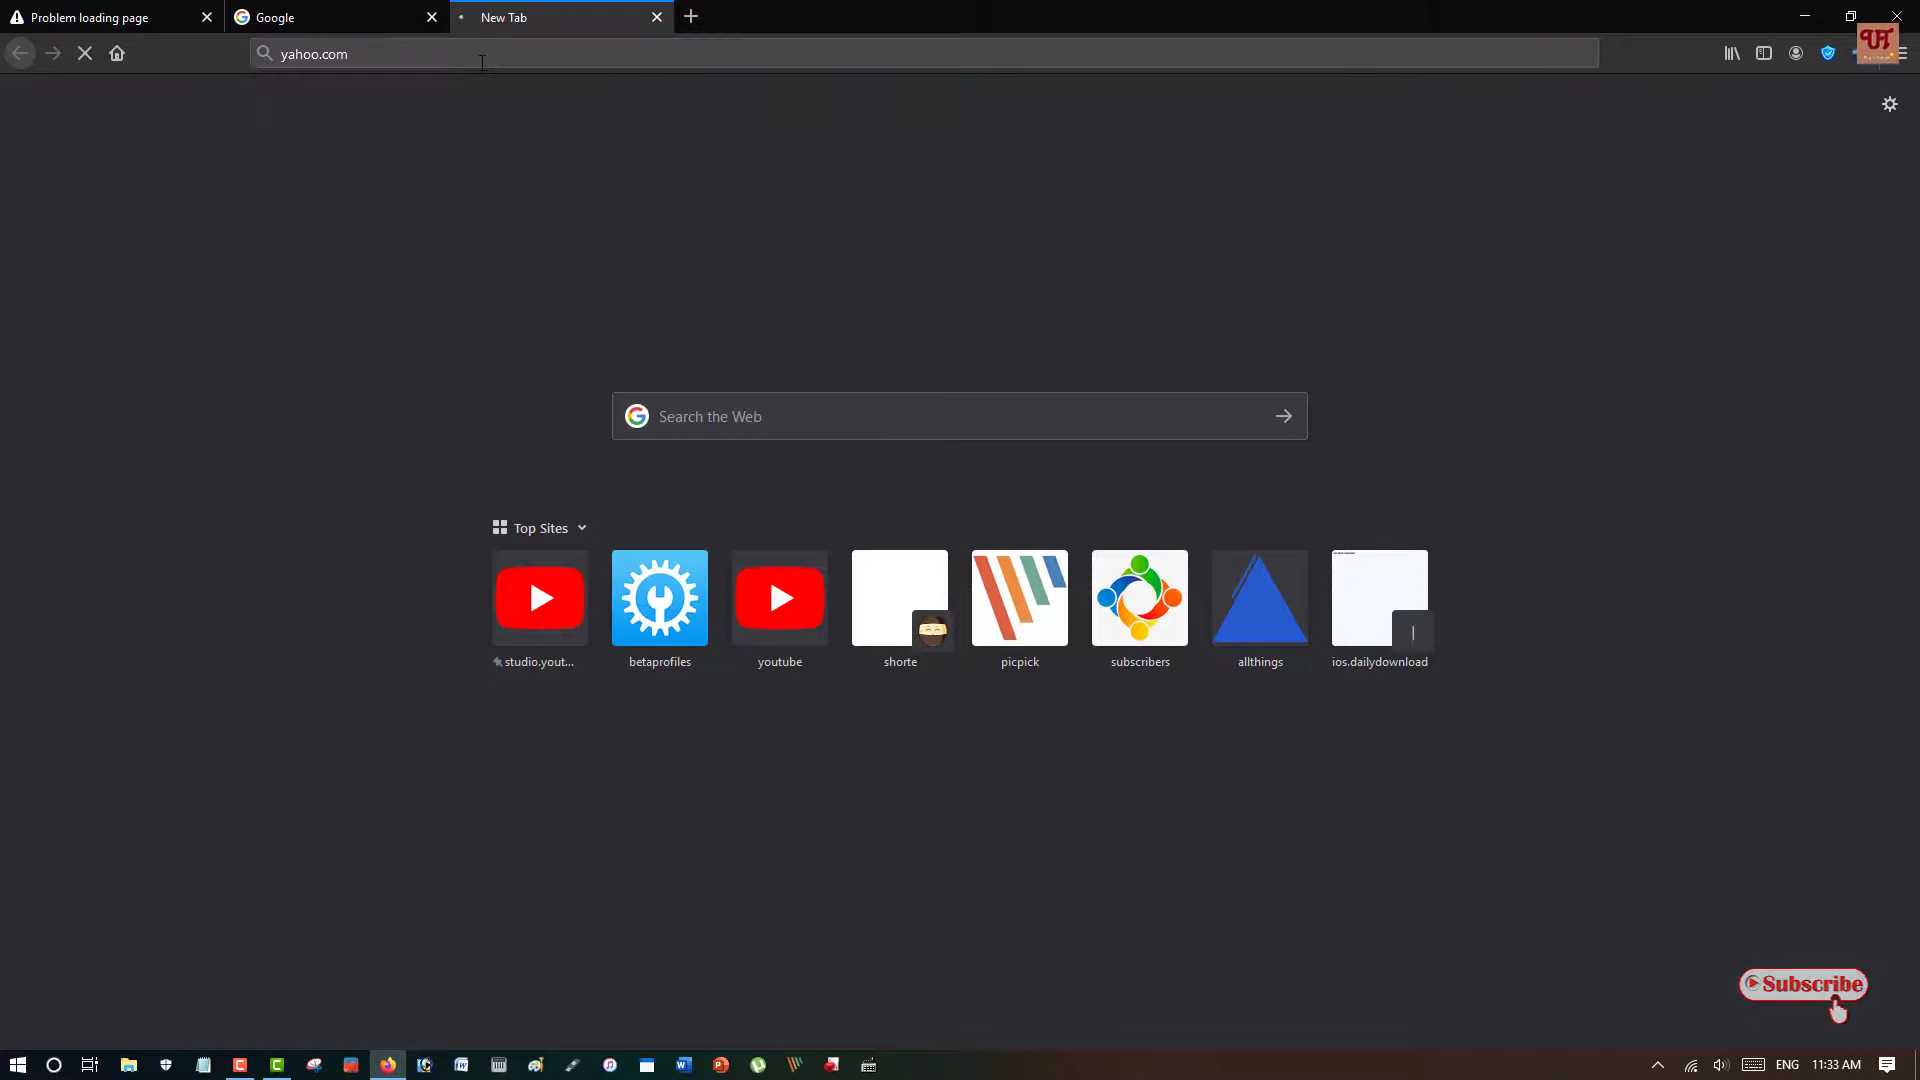 Problem loading page
Google
New Tab
yahoo.com
UT
Search the Web
Top Sites
studio.yout...
betaprofiles
youtube
shorte
picpick
subscribers
allthings
ios.dailydownload
Subscribe
ENG
11:33 AM